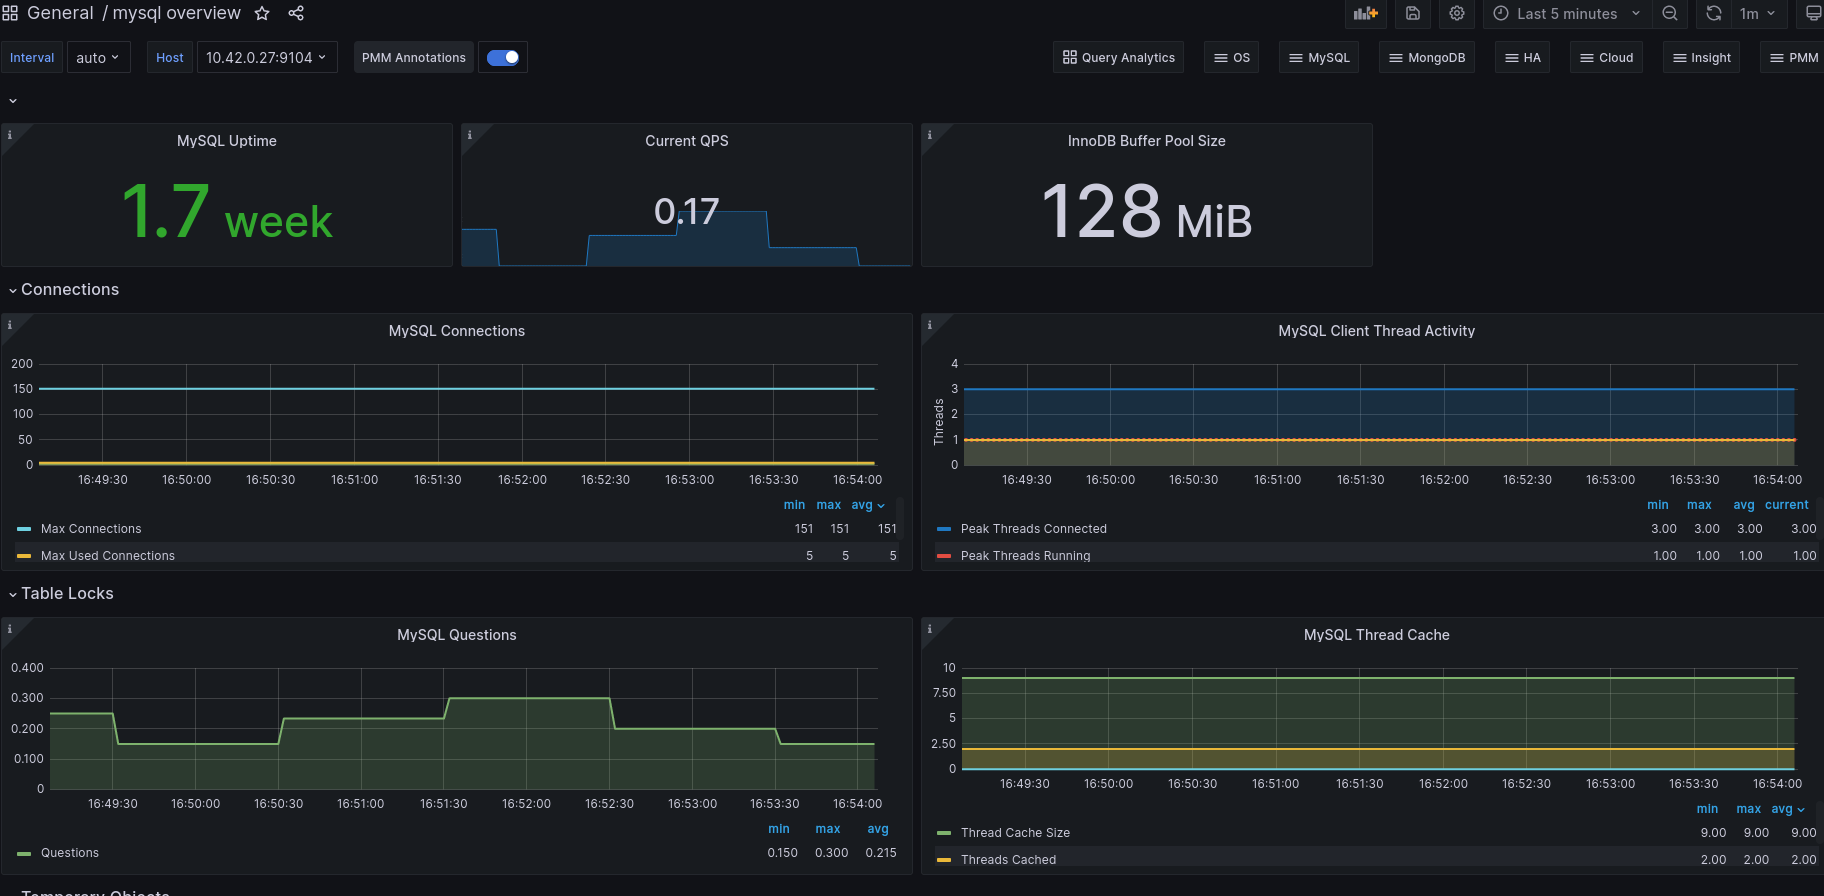 General / mysql overview
Last 5 minutes
1m
Interval auto Host 10.42.0.27:9104 PMM Annotations Query Analytics OS MySQL MongoDB HA Cloud Insight PMM
MySQL Uptime
1.7 week
Current QPS
0.17
InnoDB Buffer Pool Size
128 MiB
Connections
MySQL Connections
200
150
100
50
0
16:49:30 16:50:00 16:50:30 16:51:00 16:51:30 16:52:00 16:52:30 16:53:00 16:53:30 16:54:00
min max avg
Max Connections 151 151 151
Max Used Connections 5 5 5
MySQL Client Thread Activity
Threads
4
3
2
1
0
16:49:30 16:50:00 16:50:30 16:51:00 16:51:30 16:52:00 16:52:30 16:53:00 16:53:30 16:54:00
min max avg current
Peak Threads Connected 3.00 3.00 3.00 3.00
Peak Threads Running 1.00 1.00 1.00 1.00
Table Locks
MySQL Questions
0.400
0.300
0.200
0.100
0
16:49:30 16:50:00 16:50:30 16:51:00 16:51:30 16:52:00 16:52:30 16:53:00 16:53:30 16:54:00
min max avg
Questions 0.150 0.300 0.215
MySQL Thread Cache
10
7.50
5
2.50
0
16:49:30 16:50:00 16:50:30 16:51:00 16:51:30 16:52:00 16:52:30 16:53:00 16:53:30 16:54:00
min max avg
Thread Cache Size 9.00 9.00 9.00
Threads Cached 2.00 2.00 2.00
Temporary Objects